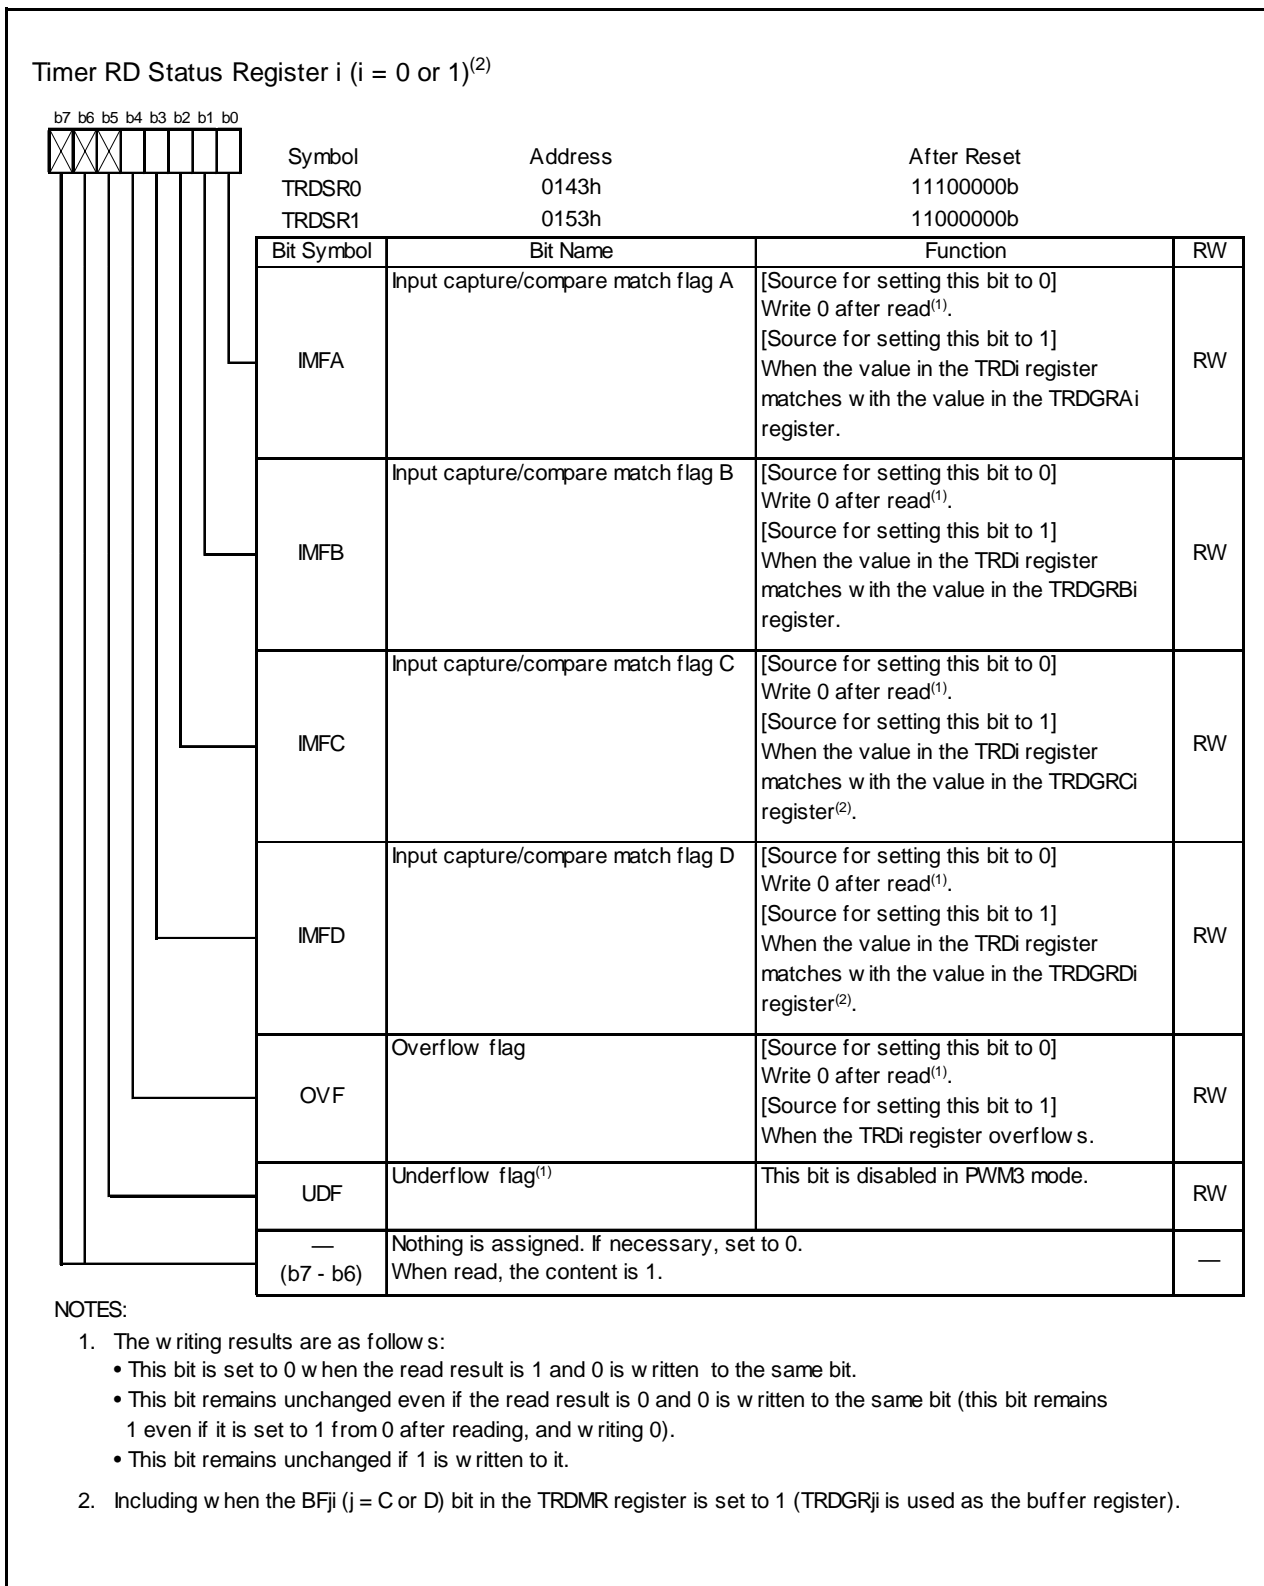 Timer RD Status Register i (i = 0 or 1)(2)
b7 b6 b5 b4 b3 b2 b1 b0
Symbol Address After Reset
TRDSR0 0143h 11100000b
TRDSR1 0153h 11000000b
Bit Symbol Bit Name Function RW
IMFA Input capture/compare match flag A [Source for setting this bit to 0] RW
Write 0 after read(1).
[Source for setting this bit to 1]
When the value in the TRDi register
matches with the value in the TRDGRAi
register.
IMFB Input capture/compare match flag B [Source for setting this bit to 0] RW
Write 0 after read(1).
[Source for setting this bit to 1]
When the value in the TRDi register
matches with the value in the TRDGRBi
register.
IMFC Input capture/compare match flag C [Source for setting this bit to 0] RW
Write 0 after read(1).
[Source for setting this bit to 1]
When the value in the TRDi register
matches with the value in the TRDGRCi
register(2).
IMFD Input capture/compare match flag D [Source for setting this bit to 0] RW
Write 0 after read(1).
[Source for setting this bit to 1]
When the value in the TRDi register
matches with the value in the TRDGRDi
register(2).
OVF Overflow flag [Source for setting this bit to 0] RW
Write 0 after read(1).
[Source for setting this bit to 1]
When the TRDi register overflows.
UDF Underflow flag(1) This bit is disabled in PWM3 mode. RW
— Nothing is assigned. If necessary, set to 0. —
(b7 - b6) When read, the content is 1.
NOTES:
1. The writing results are as follows:
• This bit is set to 0 when the read result is 1 and 0 is written to the same bit.
• This bit remains unchanged even if the read result is 0 and 0 is written to the same bit (this bit remains
1 even if it is set to 1 from 0 after reading, and writing 0).
• This bit remains unchanged if 1 is written to it.
2. Including when the BFji (j = C or D) bit in the TRDMR register is set to 1 (TRDGRji is used as the buffer register).